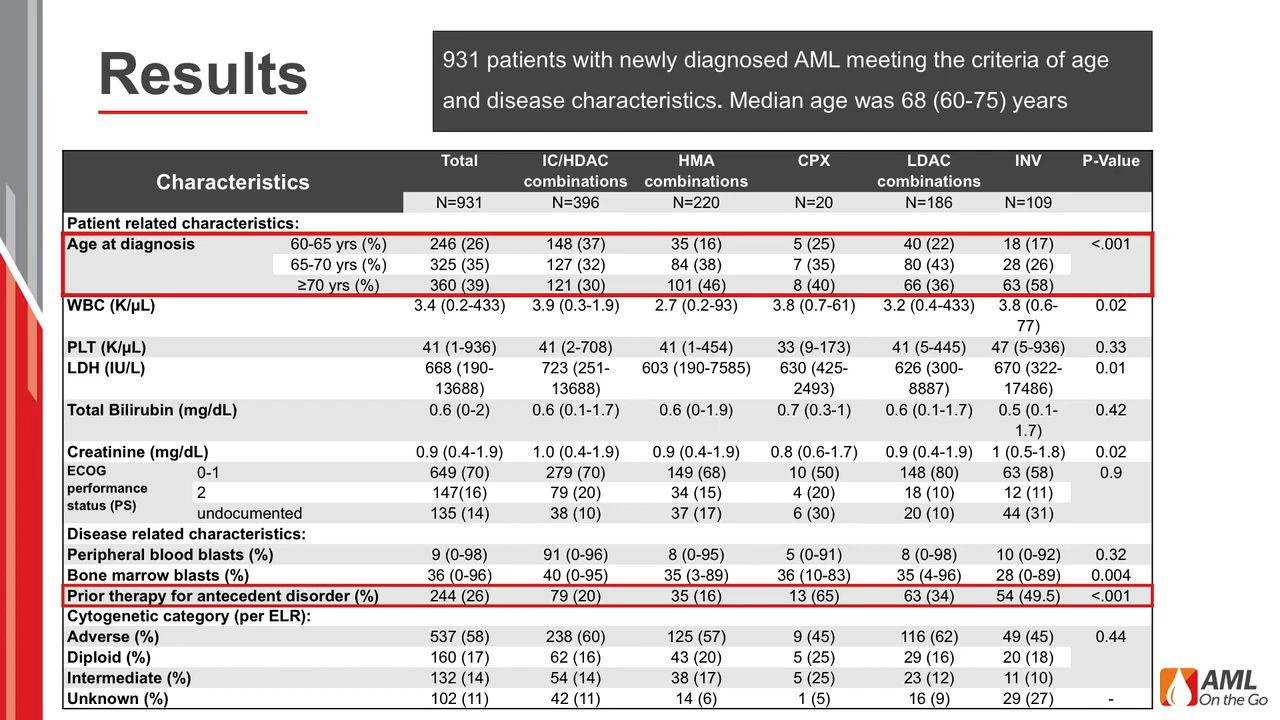 Results
931 patients with newly diagnosed AML meeting the criteria of age
and disease characteristics. Median age was 68 (60-75) years
Characteristics Total IC/HDAC combinations HMA combinations CPX LDAC combinations INV P-Value
N=931 N=396 N=220 N=20 N=186 N=109
Patient related characteristics:
Age at diagnosis 60-65 yrs (%) 246 (26) 148 (37) 35 (16) 5 (25) 40 (22) 18 (17) <.001
65-70 yrs (%) 325 (35) 127 (32) 84 (38) 7 (35) 80 (43) 28 (26)
≥70 yrs (%) 360 (39) 121 (30) 101 (46) 8 (40) 66 (36) 63 (58)
WBC (K/µL) 3.4 (0.2-433) 3.9 (0.3-1.9) 2.7 (0.2-93) 3.8 (0.7-61) 3.2 (0.4-433) 3.8 (0.6-77) 0.02
PLT (K/µL) 41 (1-936) 41 (2-708) 41 (1-454) 33 (9-173) 41 (5-445) 47 (5-936) 0.33
LDH (IU/L) 668 (190-13688) 723 (251-13688) 603 (190-7585) 630 (425-2493) 626 (300-8887) 670 (322-17486) 0.01
Total Bilirubin (mg/dL) 0.6 (0-2) 0.6 (0.1-1.7) 0.6 (0-1.9) 0.7 (0.3-1) 0.6 (0.1-1.7) 0.5 (0.1-1.7) 0.42
Creatinine (mg/dL) 0.9 (0.4-1.9) 1.0 (0.4-1.9) 0.9 (0.4-1.9) 0.8 (0.6-1.7) 0.9 (0.4-1.9) 1 (0.5-1.8) 0.02
ECOG performance status (PS) 0-1 649 (70) 279 (70) 149 (68) 10 (50) 148 (80) 63 (58) 0.9
2 147(16) 79 (20) 34 (15) 4 (20) 18 (10) 12 (11)
undocumented 135 (14) 38 (10) 37 (17) 6 (30) 20 (10) 44 (31)
Disease related characteristics:
Peripheral blood blasts (%) 9 (0-98) 91 (0-96) 8 (0-95) 5 (0-91) 8 (0-98) 10 (0-92) 0.32
Bone marrow blasts (%) 36 (0-96) 40 (0-95) 35 (3-89) 36 (10-83) 35 (4-96) 28 (0-89) 0.004
Prior therapy for antecedent disorder (%) 244 (26) 79 (20) 35 (16) 13 (65) 63 (34) 54 (49.5) <.001
Cytogenetic category (per ELR):
Adverse (%) 537 (58) 238 (60) 125 (57) 9 (45) 116 (62) 49 (45) 0.44
Diploid (%) 160 (17) 62 (16) 43 (20) 5 (25) 29 (16) 20 (18)
Intermediate (%) 132 (14) 54 (14) 38 (17) 5 (25) 23 (12) 11 (10)
Unknown (%) 102 (11) 42 (11) 14 (6) 1 (5) 16 (9) 29 (27) -
AML
On the Go